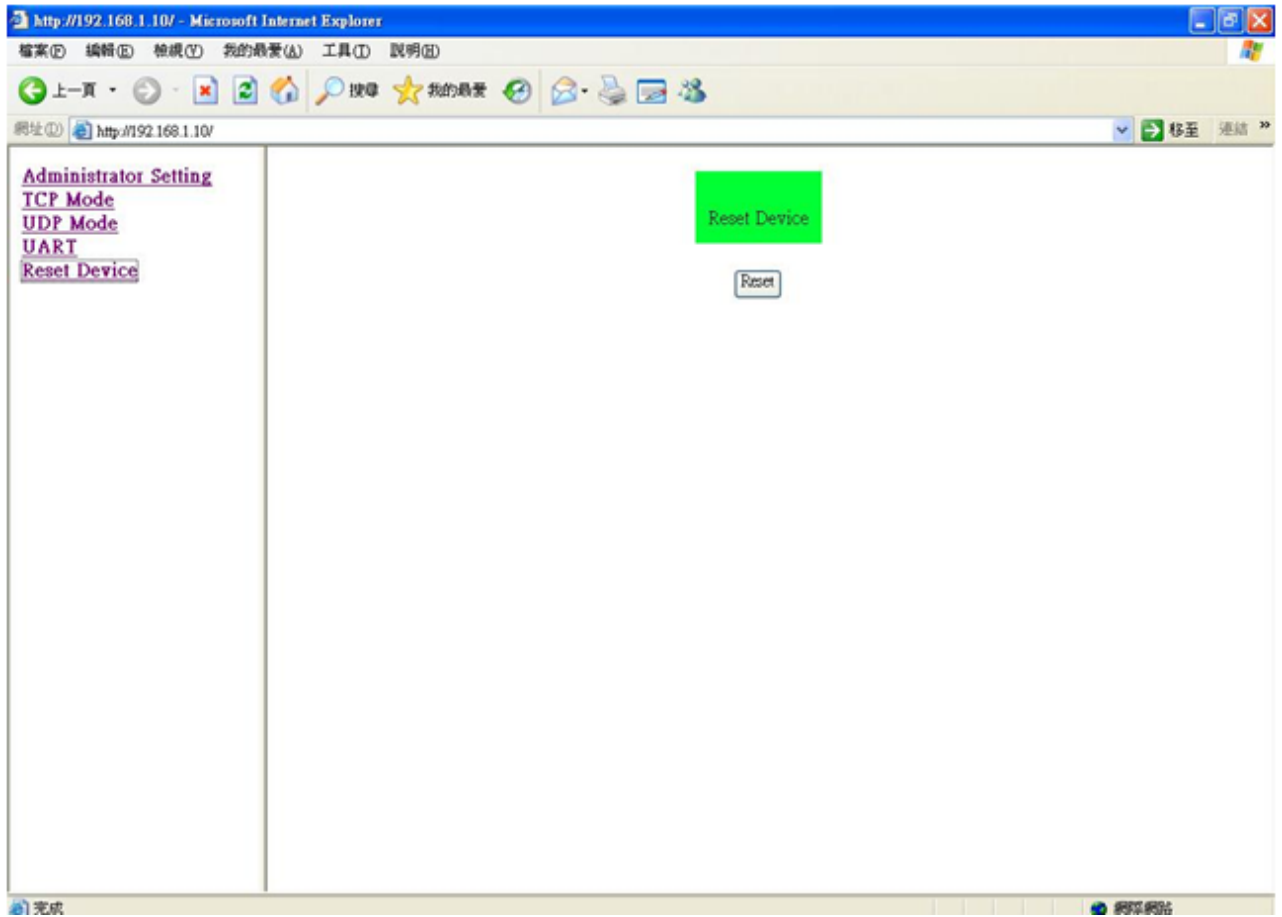 http://192.168.1.10/ - Microsoft Internet Explorer
檔案(F) 編輯(E) 檢視(V) 我的最愛(A) 工具(T) 說明(H)
上一頁 搜尋 我的最愛
網址(D) http://192.168.1.10/ 移至 連結 »
Administrator Setting
TCP Mode
UDP Mode
UART
Reset Device
Reset Device
Reset
完成 網際網路